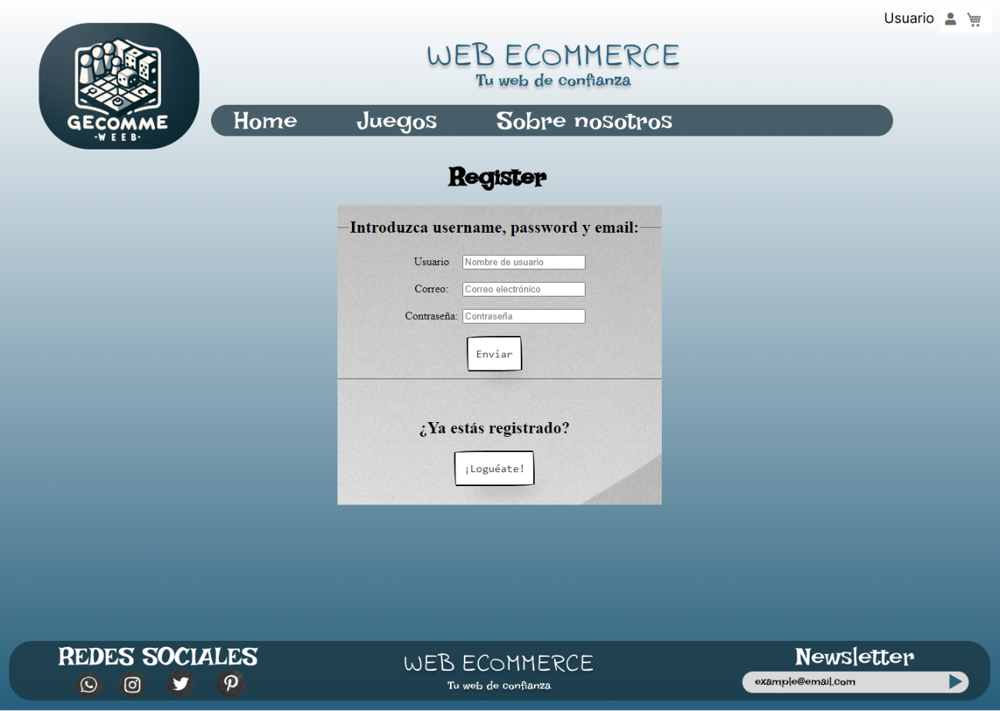 Usuario
WEB ECOMMERCE
Tu web de confianza
GECOMME
·WEEB·
Home Juegos Sobre nosotros
Register
Introduzca username, password y email:
Usuario Nombre de usuario
Correo: Correo electrónico
Contraseña: Contraseña
Enviar
¿Ya estás registrado?
¡Loguéate!
REDES SOCIALES
WEB ECOMMERCE
Tu web de confianza
Newsletter
example@email.com